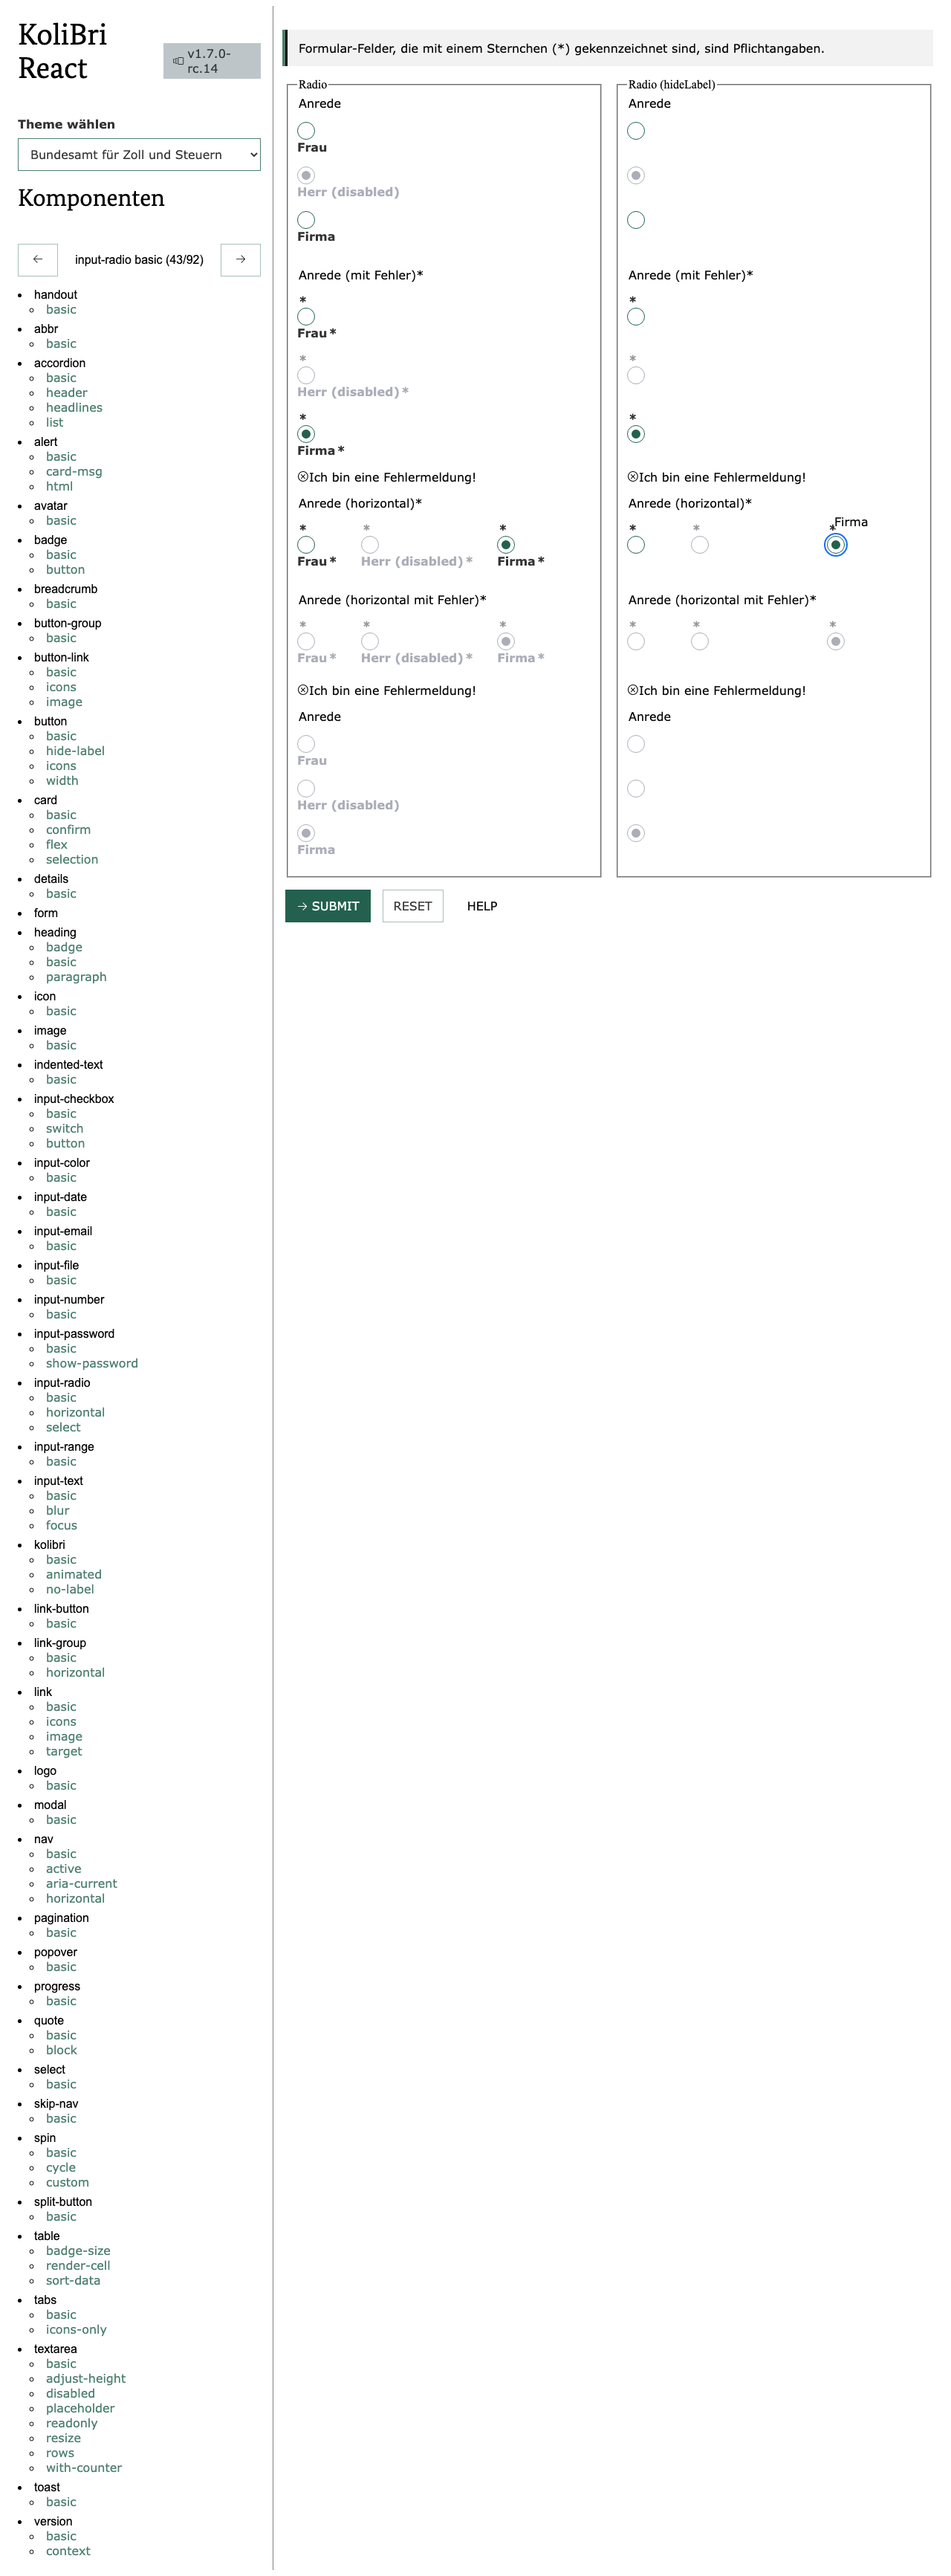 KoliBri
React
v1.7.0-
rc.14
Theme wählen
Bundesamt für Zoll und Steuern
Komponenten
input-radio basic (43/92)
handout
basic
abbr
basic
accordion
basic
header
headlines
list
alert
basic
card-msg
html
avatar
basic
badge
basic
button
breadcrumb
basic
button-group
basic
button-link
basic
icons
image
button
basic
hide-label
icons
width
card
basic
confirm
flex
selection
details
basic
form
heading
badge
basic
paragraph
icon
basic
image
basic
indented-text
basic
input-checkbox
basic
switch
button
input-color
basic
input-date
basic
input-email
basic
input-file
basic
input-number
basic
input-password
basic
show-password
input-radio
basic
horizontal
select
input-range
basic
input-text
basic
blur
focus
kolibri
basic
animated
no-label
link-button
basic
link-group
basic
horizontal
link
basic
icons
image
target
logo
basic
modal
basic
nav
basic
active
aria-current
horizontal
pagination
basic
popover
basic
progress
basic
quote
basic
block
select
basic
skip-nav
basic
spin
basic
cycle
custom
split-button
basic
table
badge-size
render-cell
sort-data
tabs
basic
icons-only
textarea
basic
adjust-height
disabled
placeholder
readonly
resize
rows
with-counter
toast
basic
version
basic
context
Formular-Felder, die mit einem Sternchen (*) gekennzeichnet sind, sind Pflichtangaben.
Radio
Anrede
Frau
Herr (disabled)
Firma
Anrede (mit Fehler)*
*
Frau*
*
Herr (disabled)*
*
Firma*
Ich bin eine Fehlermeldung!
Anrede (horizontal)*
* * *
Frau* Herr (disabled)* Firma*
Anrede (horizontal mit Fehler)*
* * *
Frau* Herr (disabled)* Firma*
Ich bin eine Fehlermeldung!
Anrede
Frau
Herr (disabled)
Firma
Radio (hideLabel)
Anrede
Anrede (mit Fehler)*
*
*
*
Ich bin eine Fehlermeldung!
Anrede (horizontal)*
Firma
* * *
Anrede (horizontal mit Fehler)*
* * *
Ich bin eine Fehlermeldung!
Anrede
SUBMIT RESET HELP